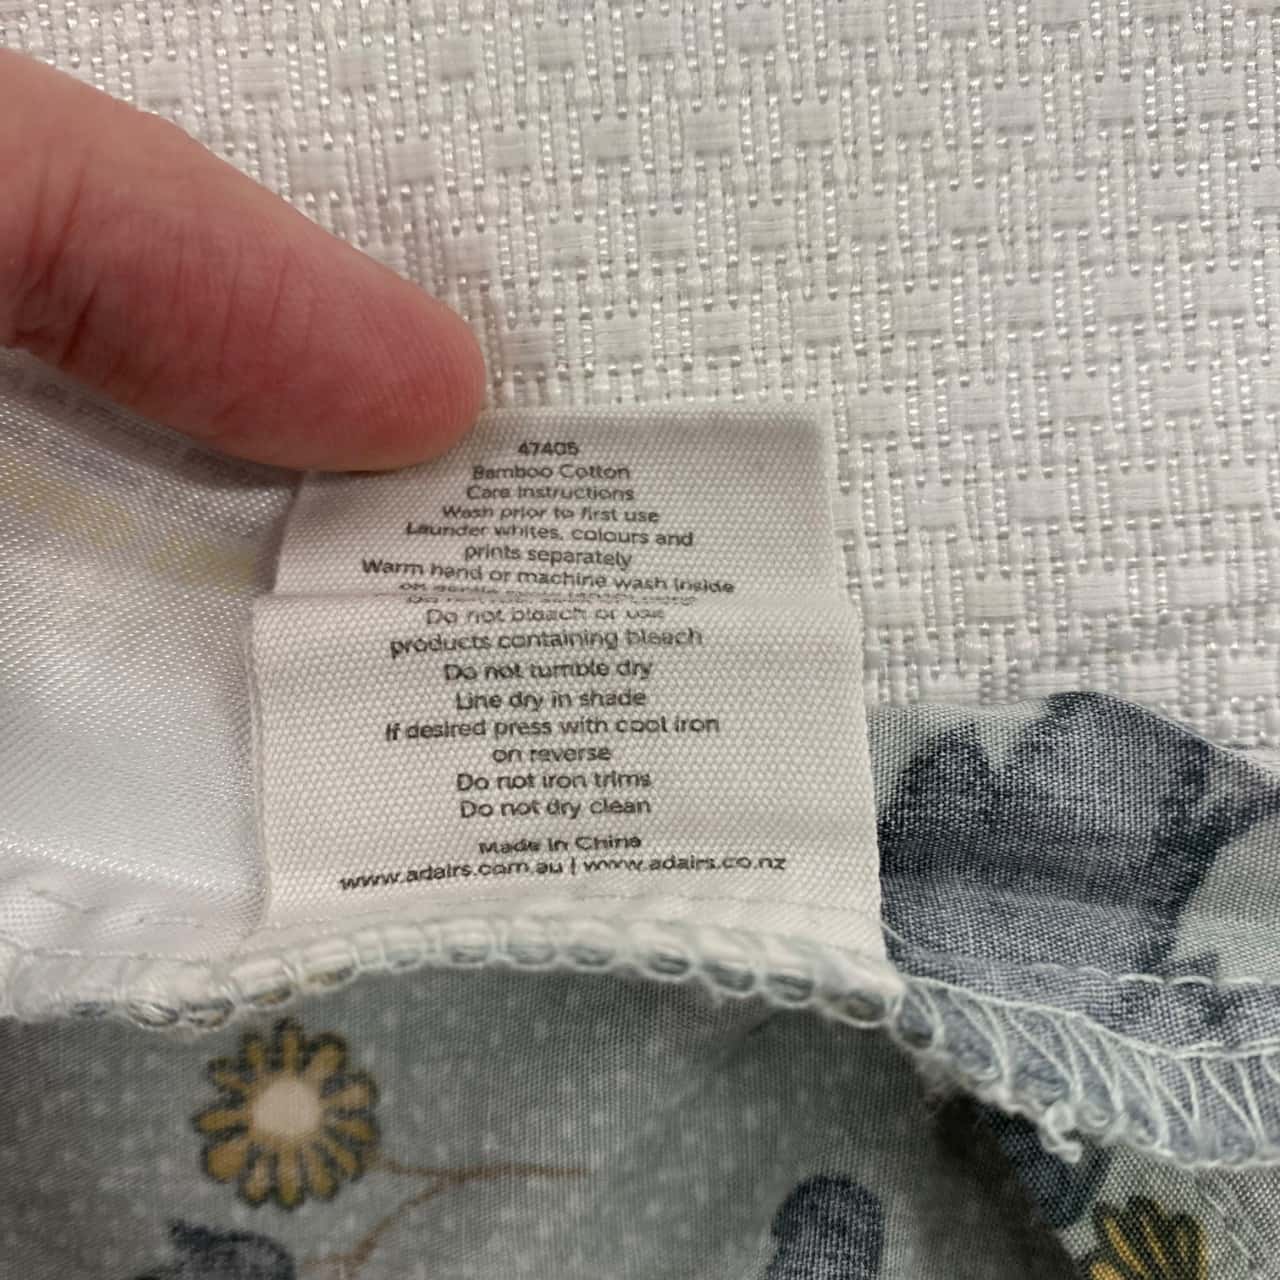 47405
Bamboo Cotton
Care Instructions
Wash prior to first use
Launder whites, colours and
prints separately
Warm hand or machine wash inside
Do not bleach or use
products containing bleach
Do not tumble dry
Line dry in shade
If desired press with cool iron
on reverse
Do not iron trims
Do not dry clean
Made in China
www.adairs.com.au | www.adairs.co.nz